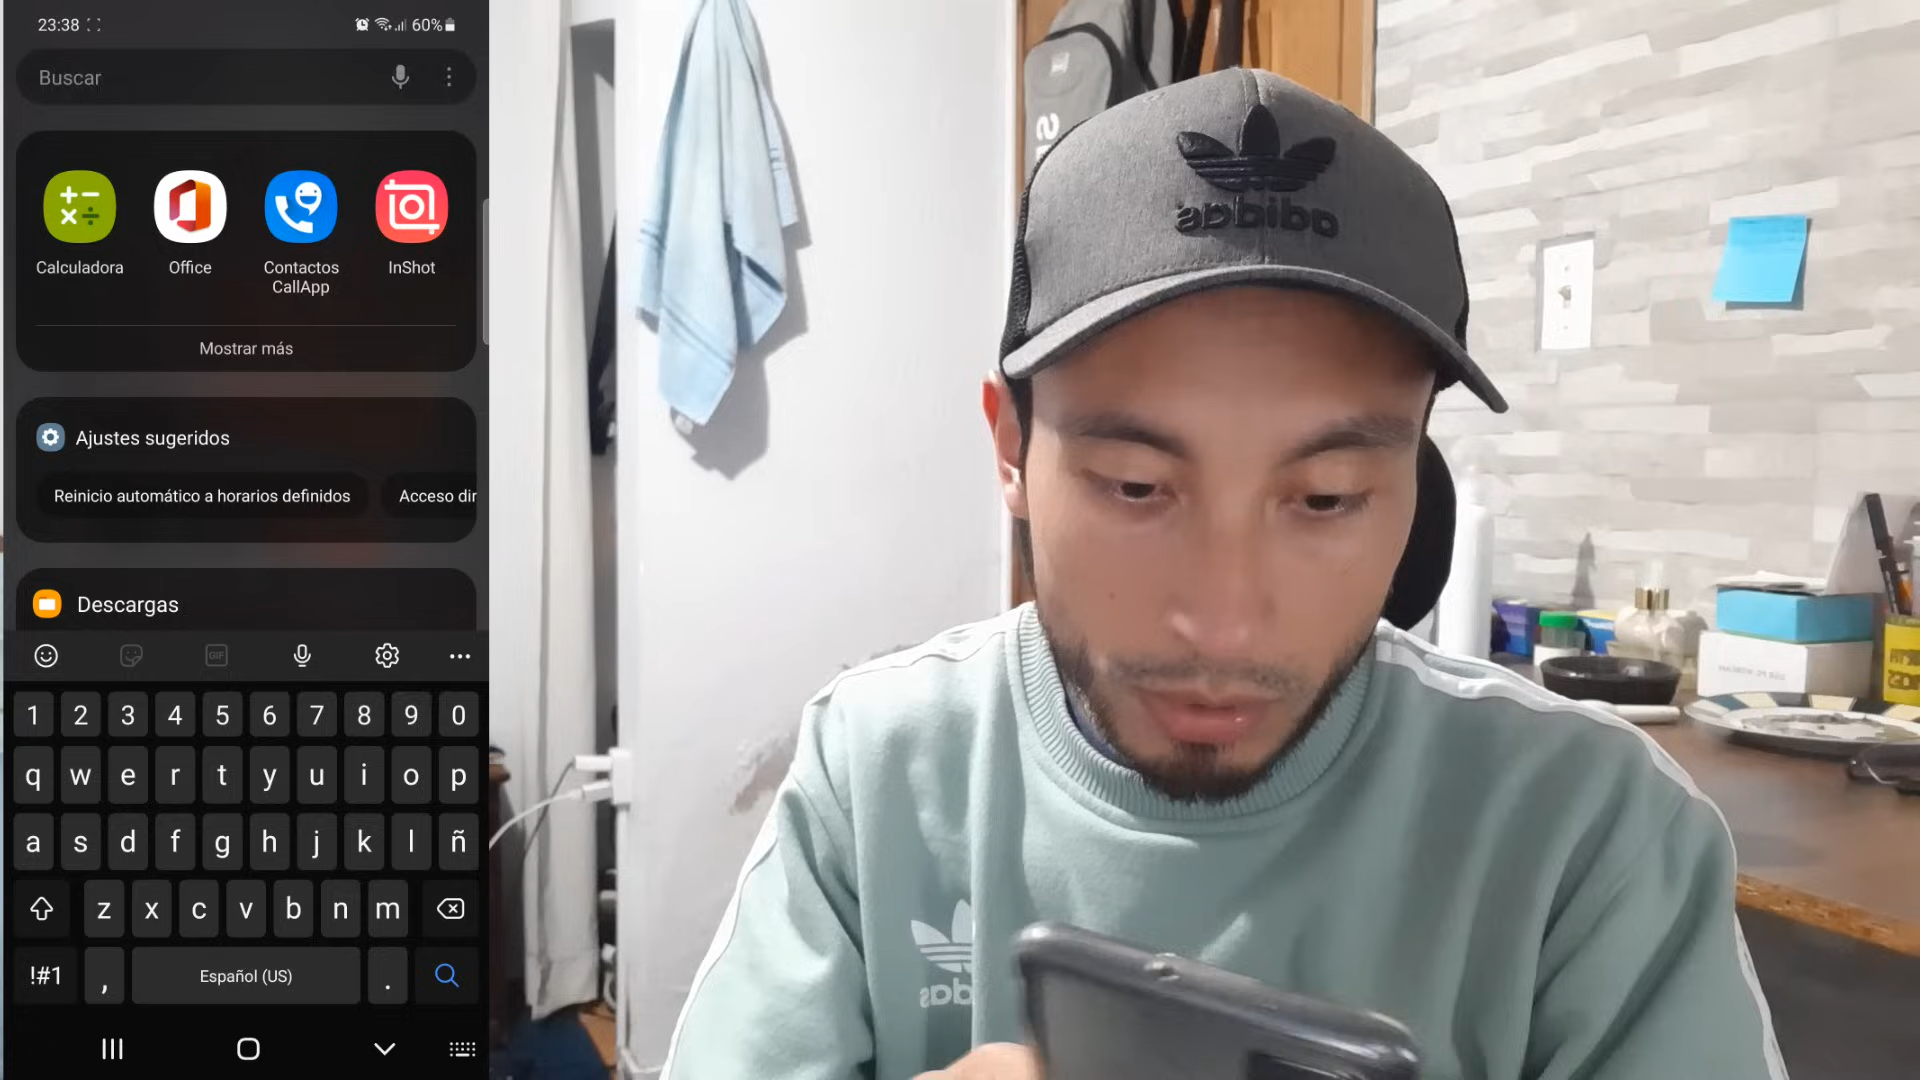 23:38
60%
Buscar
Calculadora
Office
Contactos
CallApp
InShot
Mostrar más
Ajustes sugeridos
Reinicio automático a horarios definidos
Acceso dir
Descargas
GIF
1 2 3 4 5 6 7 8 9 0
q w e r t y u i o p
a s d f g h j k l ñ
z x c v b n m
!#1 , Español (US) .
adidas
adidas